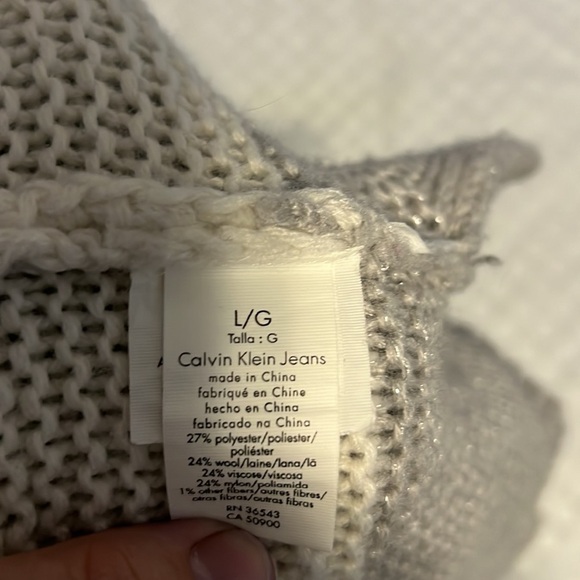 L/G
Talla : G
Calvin Klein Jeans
made in China
fabriqué en Chine
hecho en China
fabricado na China
27% polyester/poliester/
poliéster
24% wool/laine/lana/lã
24% viscose/viscosa
24% nylon/poliamida
1% other fibers/autres fibres/
otras fibras/outras fibras
RN 36543
CA 50900